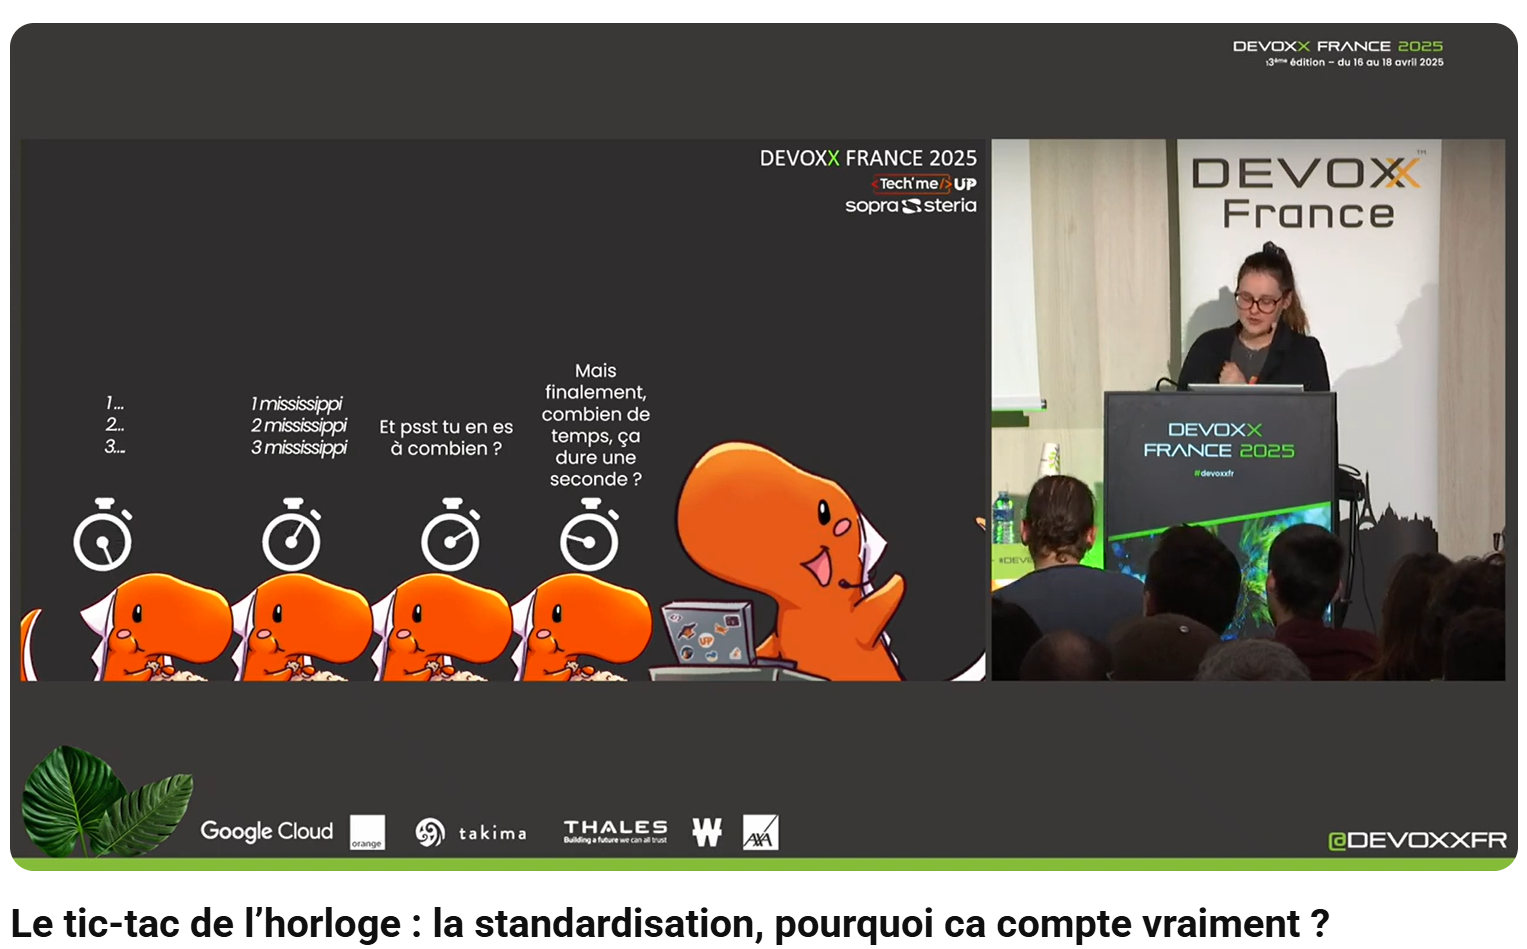 DEVOXX FRANCE 2025
13ème édition – du 16 au 18 avril 2025
DEVOXX FRANCE 2025
<Tech'me/>UP
sopra steria
1...
2...
3...
1 mississippi
2 mississippi
3 mississippi
Et psst tu en es
à combien ?
Mais
finalement,
combien de
temps, ça
dure une
seconde ?
UP
DEVOXX™
France
DEVOXX
FRANCE 2025
#devoxxfr
Google Cloud
orange
takima
THALES
Building a future we can all trust
W
AXA
@DEVOXXFR
Le tic-tac de l’horloge : la standardisation, pourquoi ca compte vraiment ?